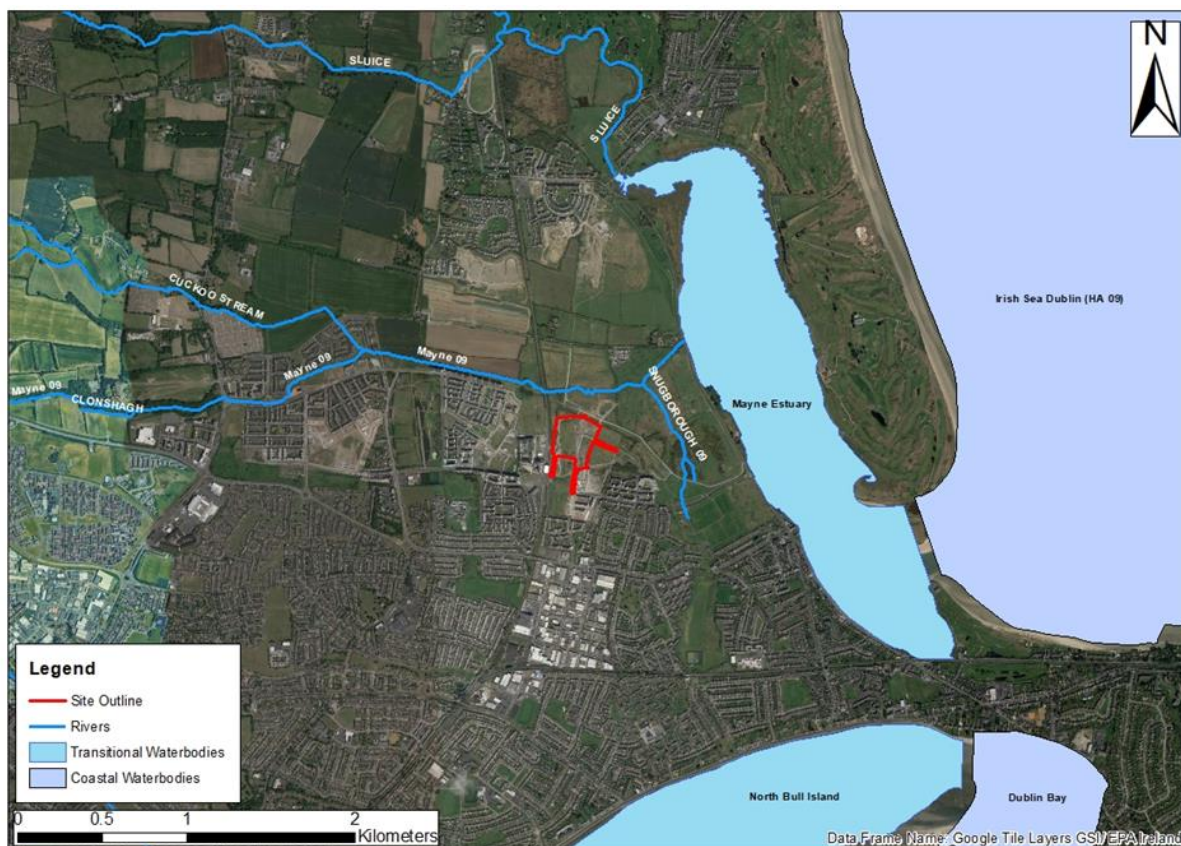 N
SLUICE
SLUICE
CUCKOO STREAM
Mayne 09
Mayne 09
Mayne 09
CLONSHAGH
SNUGBOROUGH 09
Irish Sea Dublin (HA 09)
Mayne Estuary
North Bull Island
Dublin Bay
Legend
Site Outline
Rivers
Transitional Waterbodies
Coastal Waterbodies
0 0.5 1 2
Kilometers
Data Frame Name: Google Tile Layers GSI/EPA Ireland